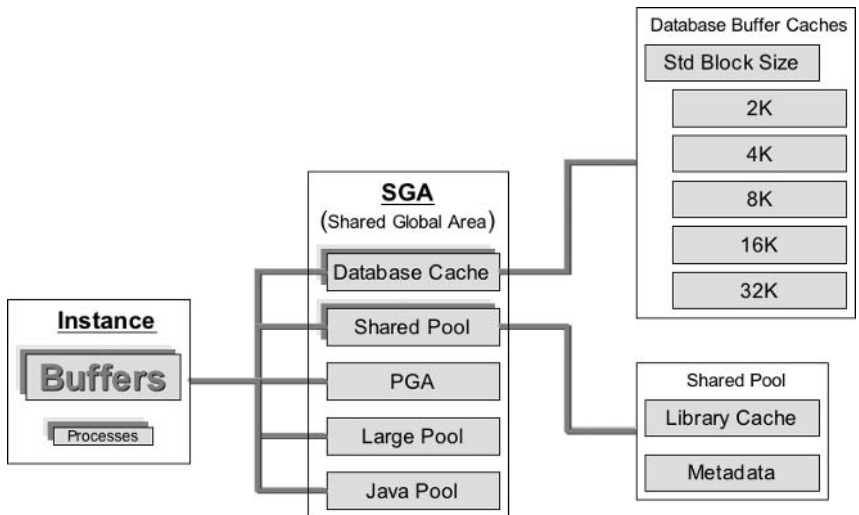 Instance
Buffers
Processes
SGA
(Shared Global Area)
Database Cache
Shared Pool
PGA
Large Pool
Java Pool
Database Buffer Caches
Std Block Size
2K
4K
8K
16K
32K
Shared Pool
Library Cache
Metadata